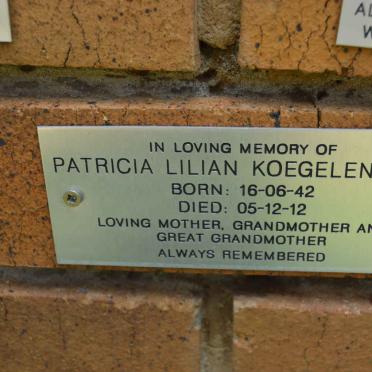 IN LOVING MEMORY OF
PATRICIA LILIAN KOEGELEN
BORN: 16-06-42
DIED: 05-12-12
LOVING MOTHER, GRANDMOTHER AN
GREAT GRANDMOTHER
ALWAYS REMEMBERED